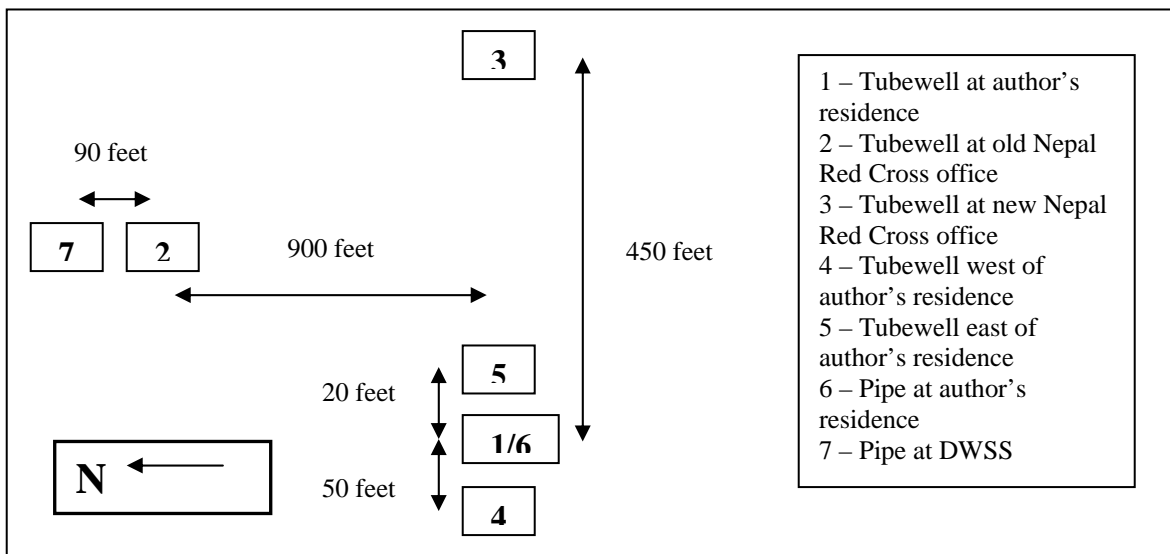 3
90 feet
7
2
900 feet
450 feet
5
20 feet
1/6
N
50 feet
4
1 – Tubewell at author's
residence
2 – Tubewell at old Nepal
Red Cross office
3 – Tubewell at new Nepal
Red Cross office
4 – Tubewell west of
author's residence
5 – Tubewell east of
author's residence
6 – Pipe at author's
residence
7 – Pipe at DWSS